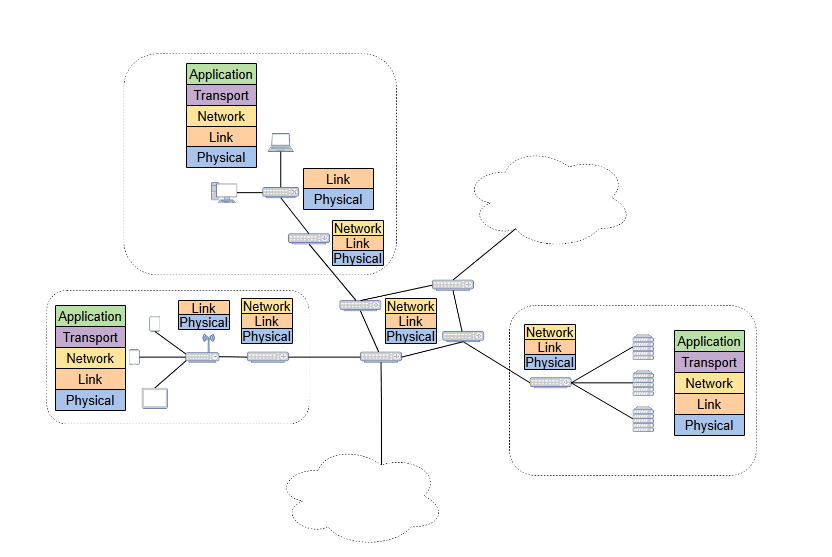 Application
Transport
Network
Link
Physical
Link
Physical
Network
Link
Physical
Application
Transport
Network
Link
Physical
Link
Physical
Network
Link
Physical
Network
Link
Physical
Network
Link
Physical
Application
Transport
Network
Link
Physical